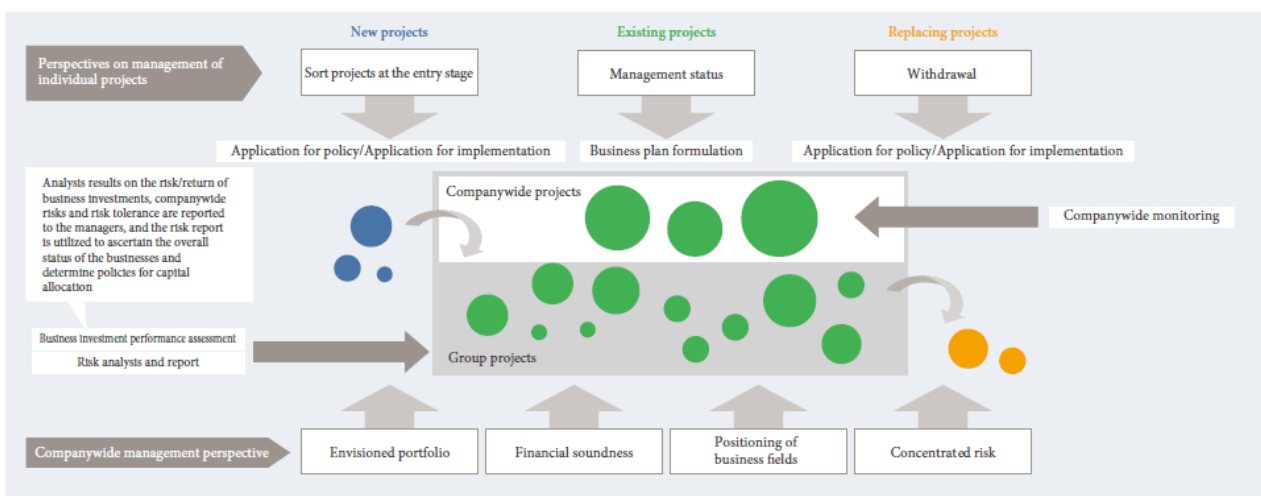 New projects
Existing projects
Replacing projects
Perspectives on management of
individual projects
Sort projects at the entry stage
Management status
Withdrawal
Application for policy/Application for implementation
Business plan formulation
Application for policy/Application for implementation
Analysis results on the risk/return of
business investments, companywide
risks and risk tolerance are reported
to the managers, and the risk report
is utilized to ascertain the overall
status of the businesses and
determine policies for capital
allocation
Companywide projects
Companywide monitoring
Business investment performance assessment
Risk analysis and report
Group projects
Companywide management perspective
Envisioned portfolio
Financial soundness
Positioning of
business fields
Concentrated risk